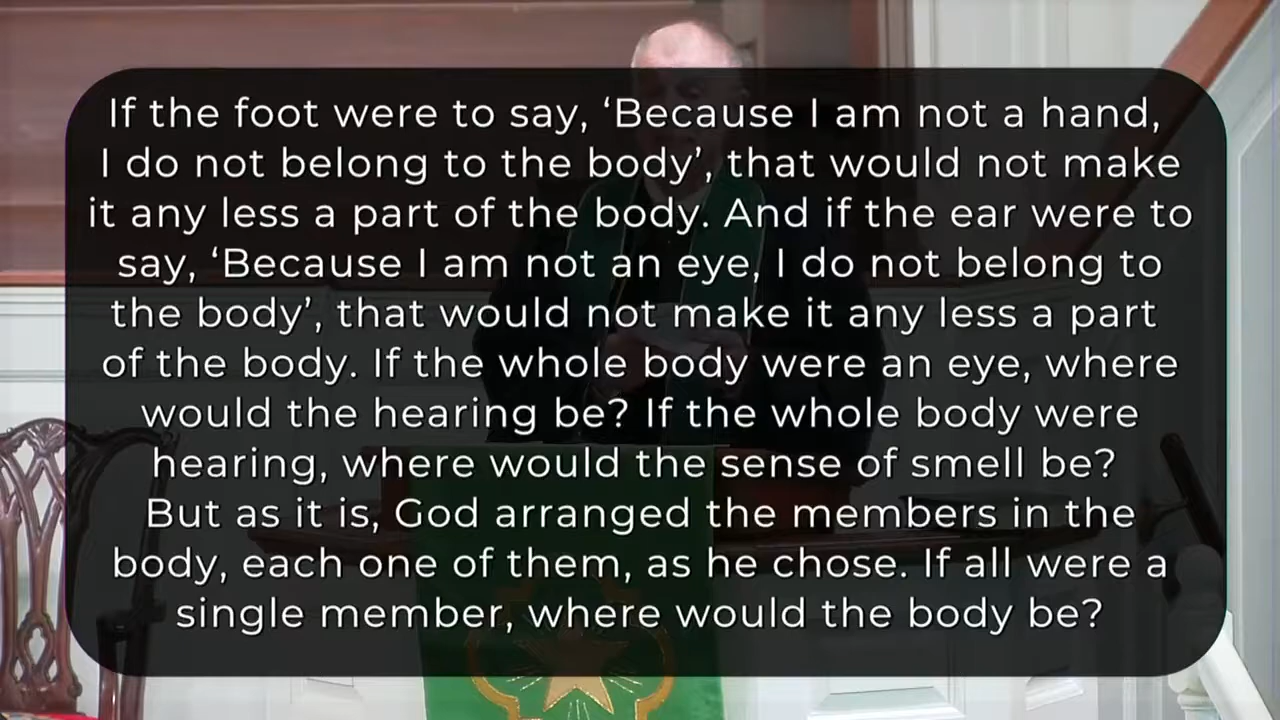 If the foot were to say, ‘Because I am not a hand,
I do not belong to the body’, that would not make
it any less a part of the body. And if the ear were to
say, ‘Because I am not an eye, I do not belong to
the body’, that would not make it any less a part
of the body. If the whole body were an eye, where
would the hearing be? If the whole body were
hearing, where would the sense of smell be?
But as it is, God arranged the members in the
body, each one of them, as he chose. If all were a
single member, where would the body be?